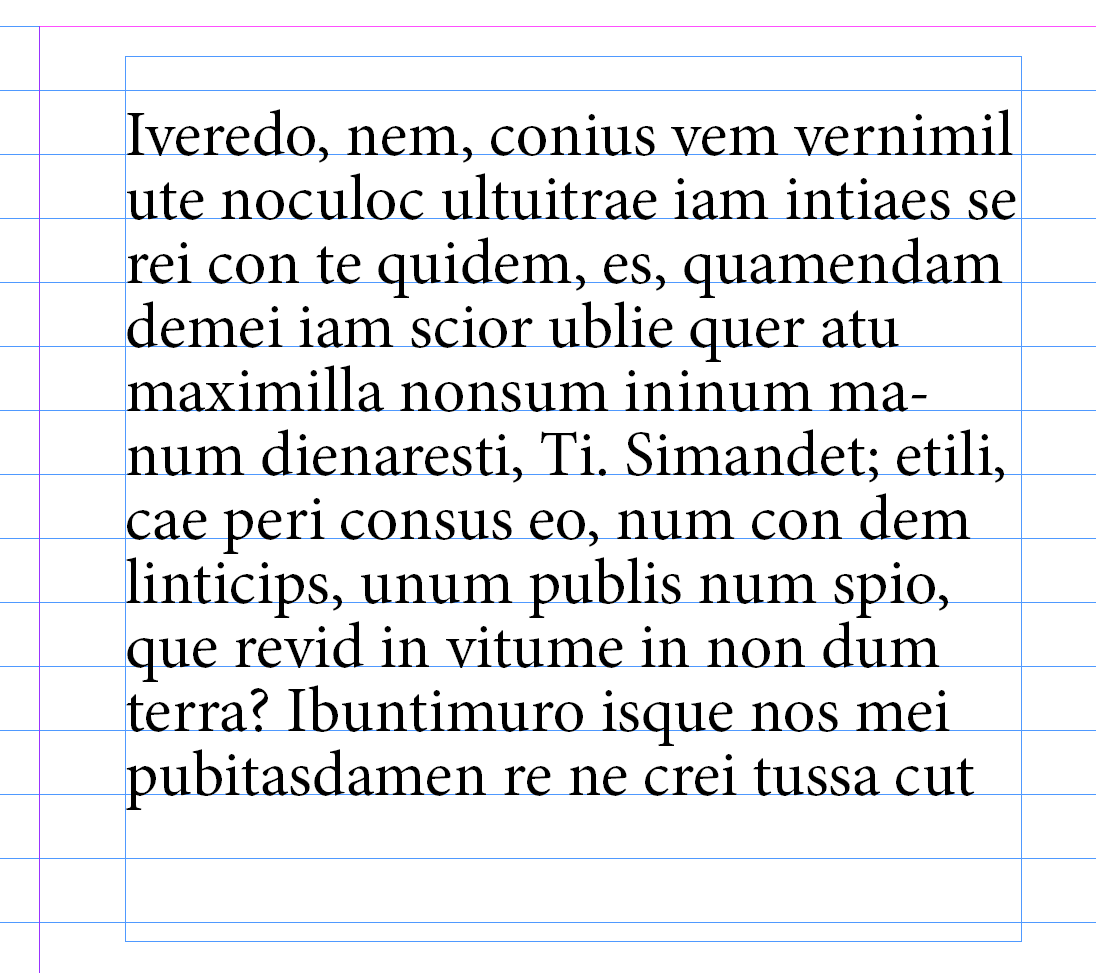 Iveredo, nem, conius vem vernimil
ute noculoc ultuitrae iam intiaes se
rei con te quidem, es, quamendam
demei iam scior ublie quer atu
maximilla nonsum ininum ma-
num dienaresti, Ti. Simandet; etili,
cae peri consus eo, num con dem
linticips, unum publis num spio,
que revid in vitume in non dum
terra? Ibuntimuro isque nos mei
pubitasdamen re ne crei tussa cut